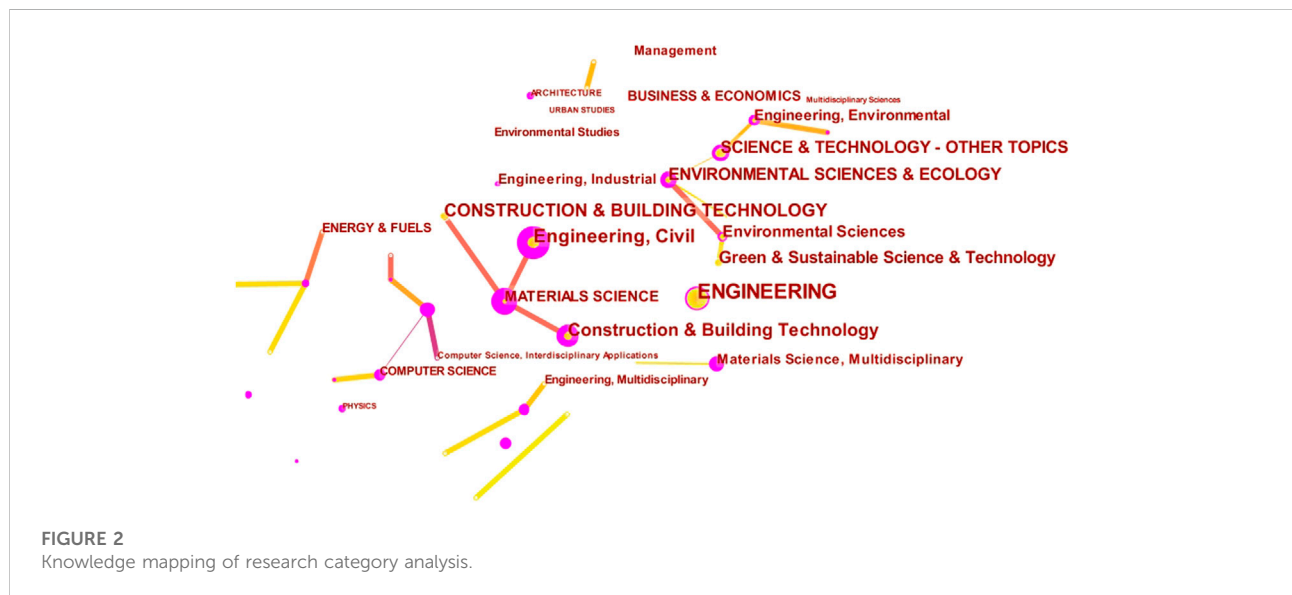 Management
ARCHITECTURE
BUSINESS & ECONOMICS
Multidisciplinary Sciences
URBAN STUDIES
Engineering, Environmental
Environmental Studies
SCIENCE & TECHNOLOGY - OTHER TOPICS
ENVIRONMENTAL SCIENCES & ECOLOGY
Engineering, Industrial
CONSTRUCTION & BUILDING TECHNOLOGY
ENERGY & FUELS
Engineering, Civil
Environmental Sciences
Green & Sustainable Science & Technology
MATERIALS SCIENCE
ENGINEERING
Construction & Building Technology
Computer Science, Interdisciplinary Applications
Materials Science, Multidisciplinary
COMPUTER SCIENCE
Engineering, Multidisciplinary
PHYSICS
FIGURE 2
Knowledge mapping of research category analysis.